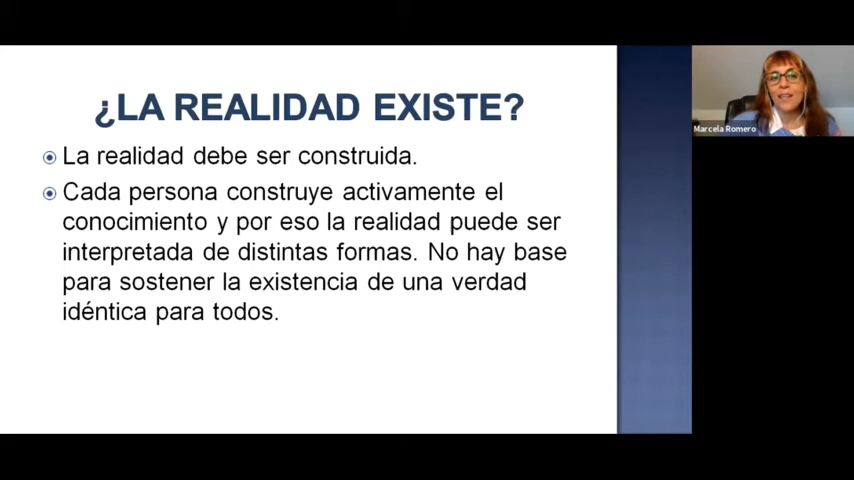 ¿LA REALIDAD EXISTE?
La realidad debe ser construida.
Cada persona construye activamente el
conocimiento y por eso la realidad puede ser
interpretada de distintas formas. No hay base
para sostener la existencia de una verdad
idéntica para todos.
Marcela Romero